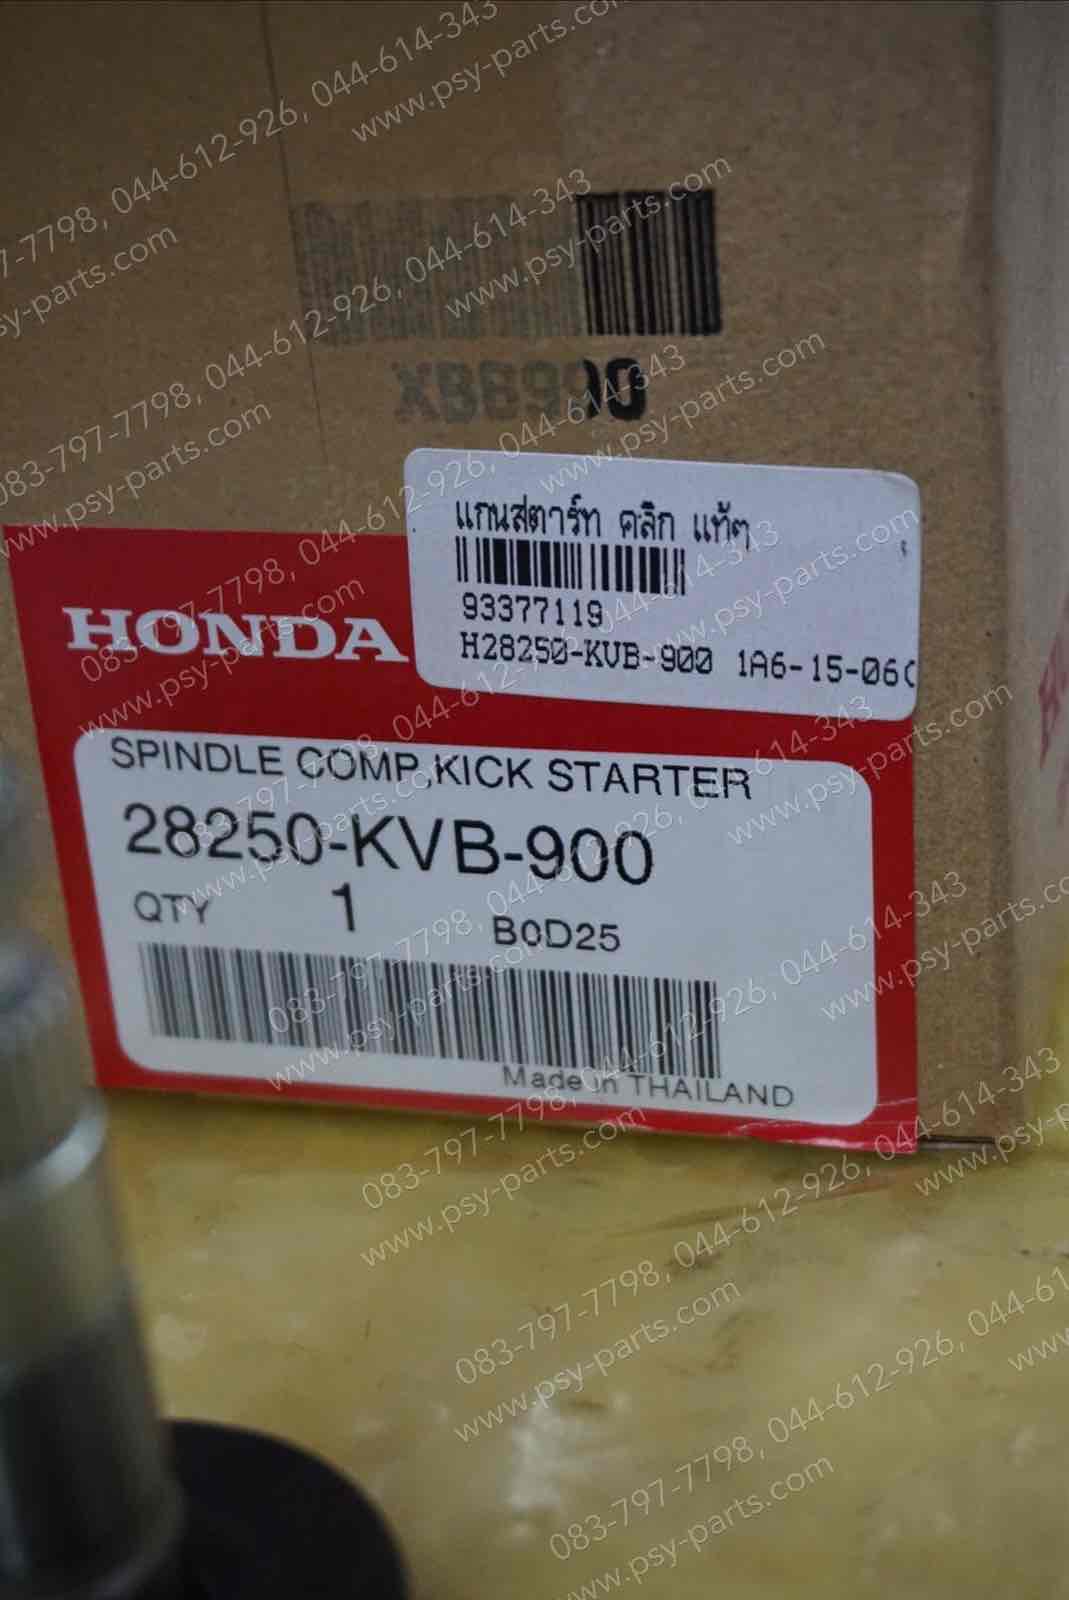 XBB990
แกนสตาร์ท คลิก แท้ๆ
93377119
H28250-KVB-900 1A6-15-06
HONDA
SPINDLE COMP,KICK STARTER
28250-KVB-900
QTY 1 B0D25
Made in THAILAND
083-797-7798, 044-612-926, 044-614-343
www.psy-parts.com